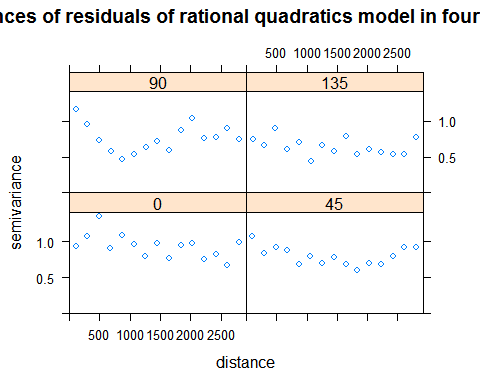 nces of residuals of rational quadratics model in four
500 1000 1500 2000 2500
90 135
1.0
0.5
semivariance
0 45
1.0
0.5
500 1000 1500 2000 2500
distance